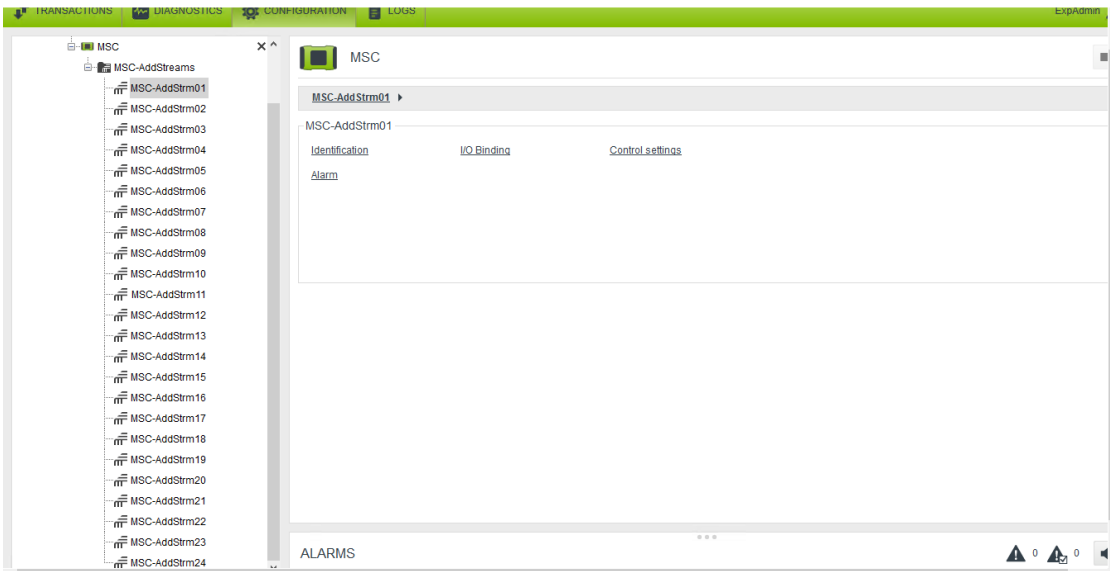 TRANSACTIONS DIAGNOSTICS CONFIGURATION LOGS ExpAdmin
MSC
MSC-AddStreams
MSC-AddStrm01
MSC-AddStrm02
MSC-AddStrm03
MSC-AddStrm04
MSC-AddStrm05
MSC-AddStrm06
MSC-AddStrm07
MSC-AddStrm08
MSC-AddStrm09
MSC-AddStrm10
MSC-AddStrm11
MSC-AddStrm12
MSC-AddStrm13
MSC-AddStrm14
MSC-AddStrm15
MSC-AddStrm16
MSC-AddStrm17
MSC-AddStrm18
MSC-AddStrm19
MSC-AddStrm20
MSC-AddStrm21
MSC-AddStrm22
MSC-AddStrm23
MSC-AddStrm24
MSC
MSC-AddStrm01
MSC-AddStrm01
Identification I/O Binding Control settings
Alarm
ALARMS 0 0